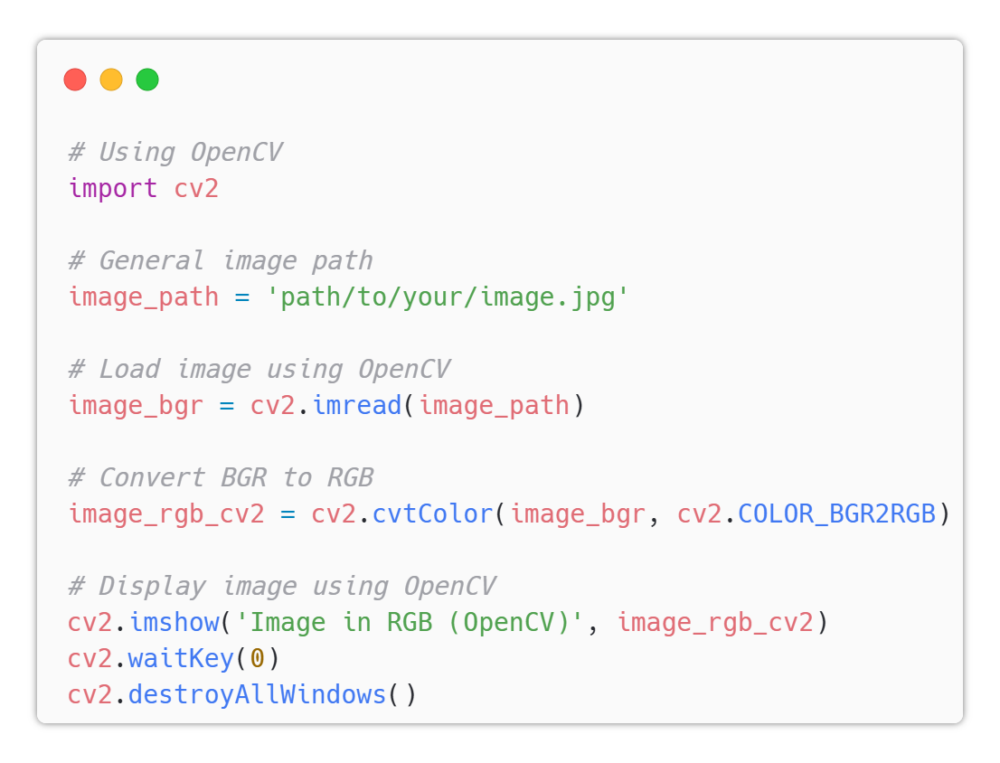 # Using OpenCV
import cv2

# General image path
image_path = 'path/to/your/image.jpg'

# Load image using OpenCV
image_bgr = cv2.imread(image_path)

# Convert BGR to RGB
image_rgb_cv2 = cv2.cvtColor(image_bgr, cv2.COLOR_BGR2RGB)

# Display image using OpenCV
cv2.imshow('Image in RGB (OpenCV)', image_rgb_cv2)
cv2.waitKey(0)
cv2.destroyAllWindows()